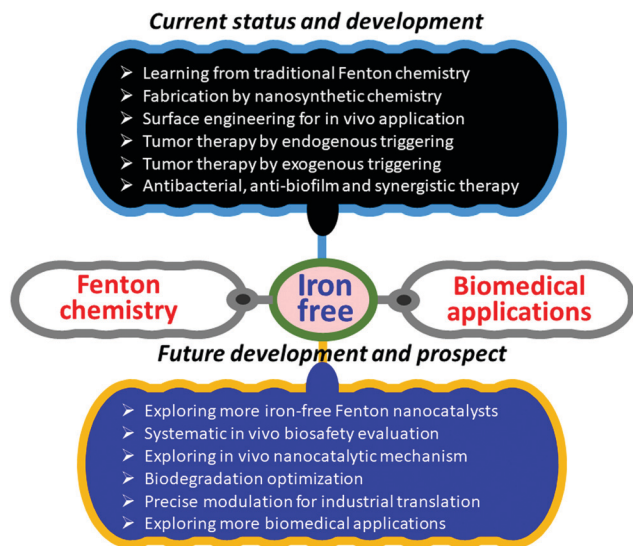 Current status and development
➢ Learning from traditional Fenton chemistry
➢ Fabrication by nanosynthetic chemistry
➢ Surface engineering for in vivo application
➢ Tumor therapy by endogenous triggering
➢ Tumor therapy by exogenous triggering
➢ Antibacterial, anti-biofilm and synergistic therapy
Fenton
chemistry
Iron
free
Biomedical
applications
Future development and prospect
➢ Exploring more iron-free Fenton nanocatalysts
➢ Systematic in vivo biosafety evaluation
➢ Exploring in vivo nanocatalytic mechanism
➢ Biodegradation optimization
➢ Precise modulation for industrial translation
➢ Exploring more biomedical applications